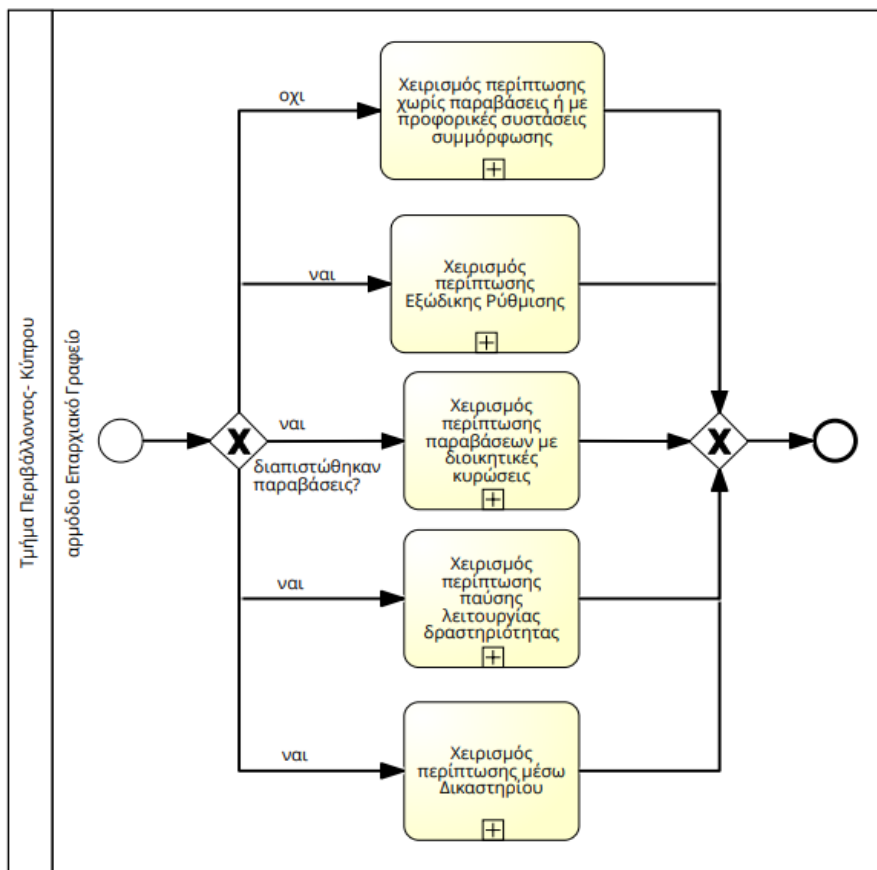 Τμήμα Περιβάλλοντος- Κύπρου
αρμόδιο Επαρχιακό Γραφείο
οχι
Χειρισμός περίπτωσης
χωρίς παραβάσεις ή με
προφορικές συστάσεις
συμμόρφωσης
ναι
Χειρισμός
περίπτωσης
Εξώδικης Ρύθμισης
ναι
διαπιστώθηκαν
παραβάσεις?
Χειρισμός
περίπτωσης
παραβάσεων με
διοικητικές
κυρώσεις
ναι
Χειρισμός
περίπτωσης
παύσης
λειτουργίας
δραστηριότητας
ναι
Χειρισμός
περίπτωσης μέσω
Δικαστηρίου